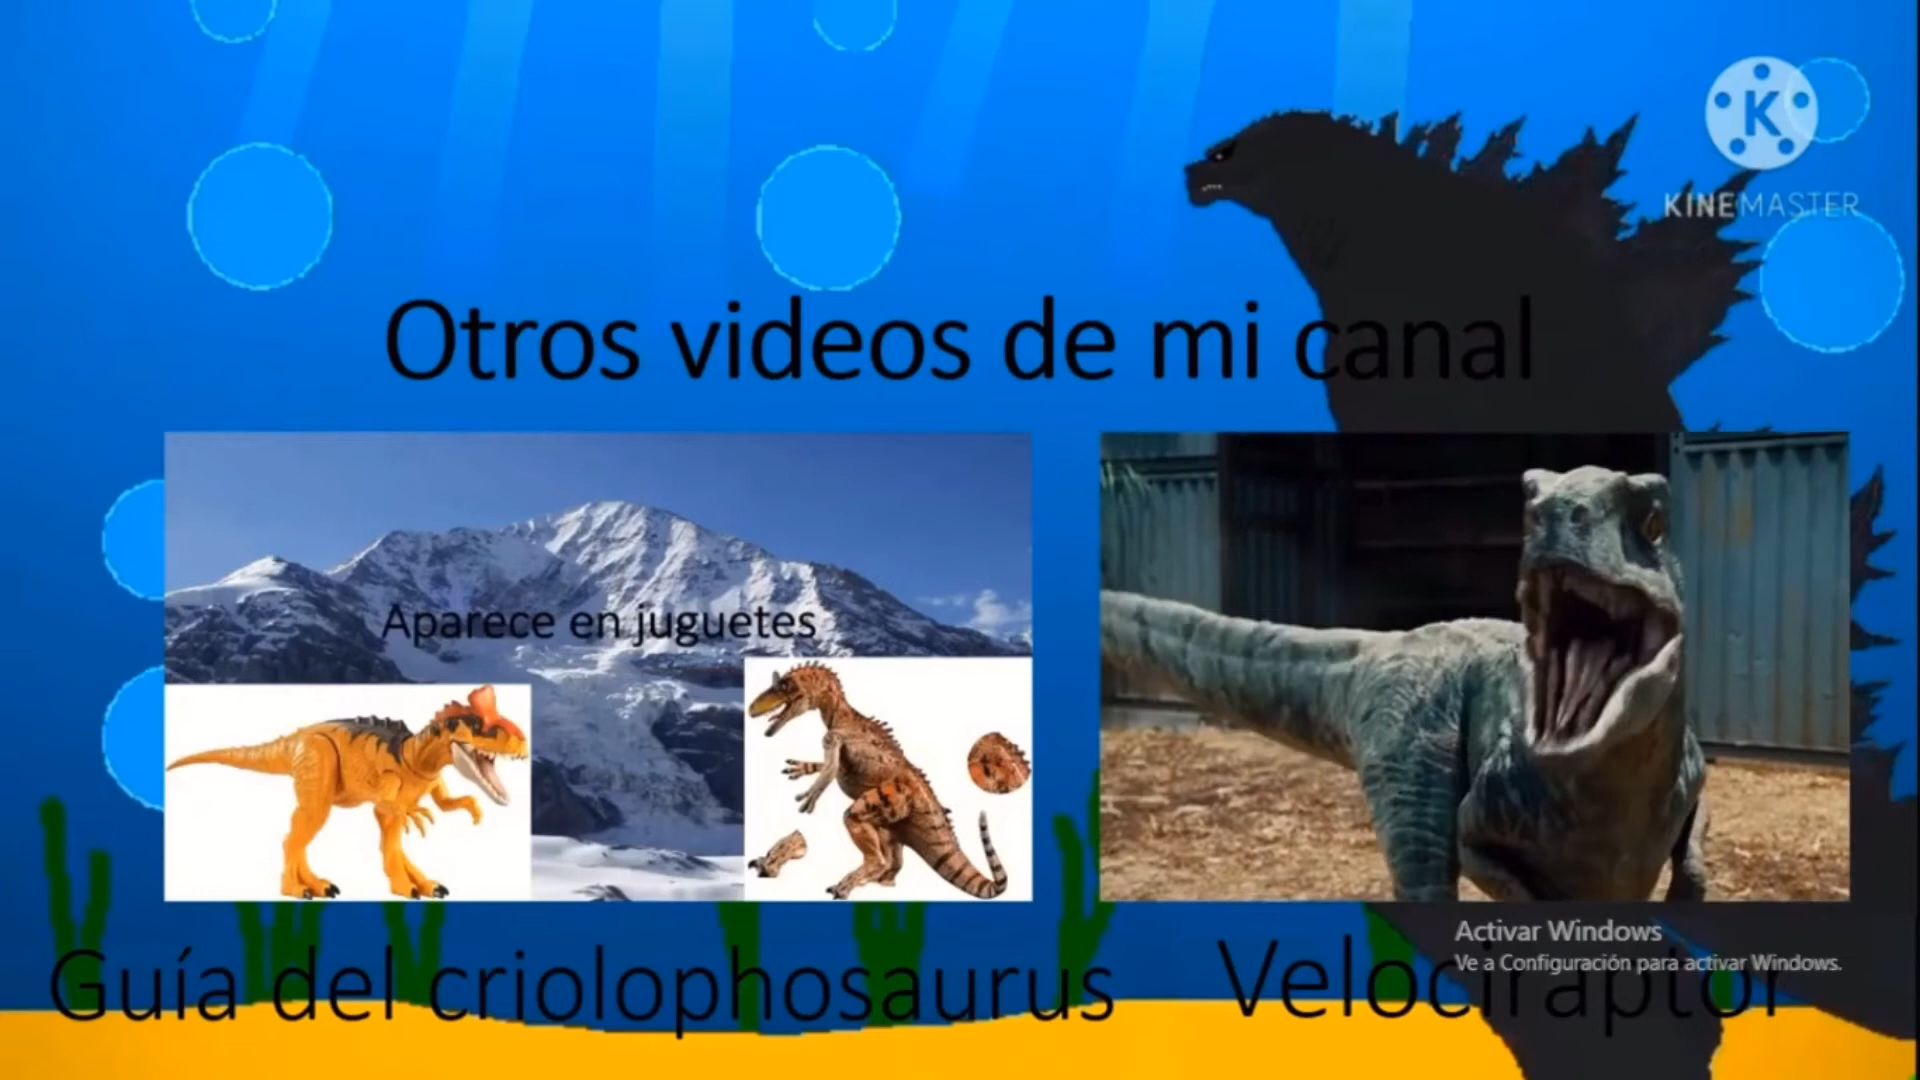 K
KINEMASTER
Otros videos de mi canal
Aparece en juguetes
Guía del criolophosaurus
Velociraptor
Activar Windows
Ve a Configuración para activar Windows.